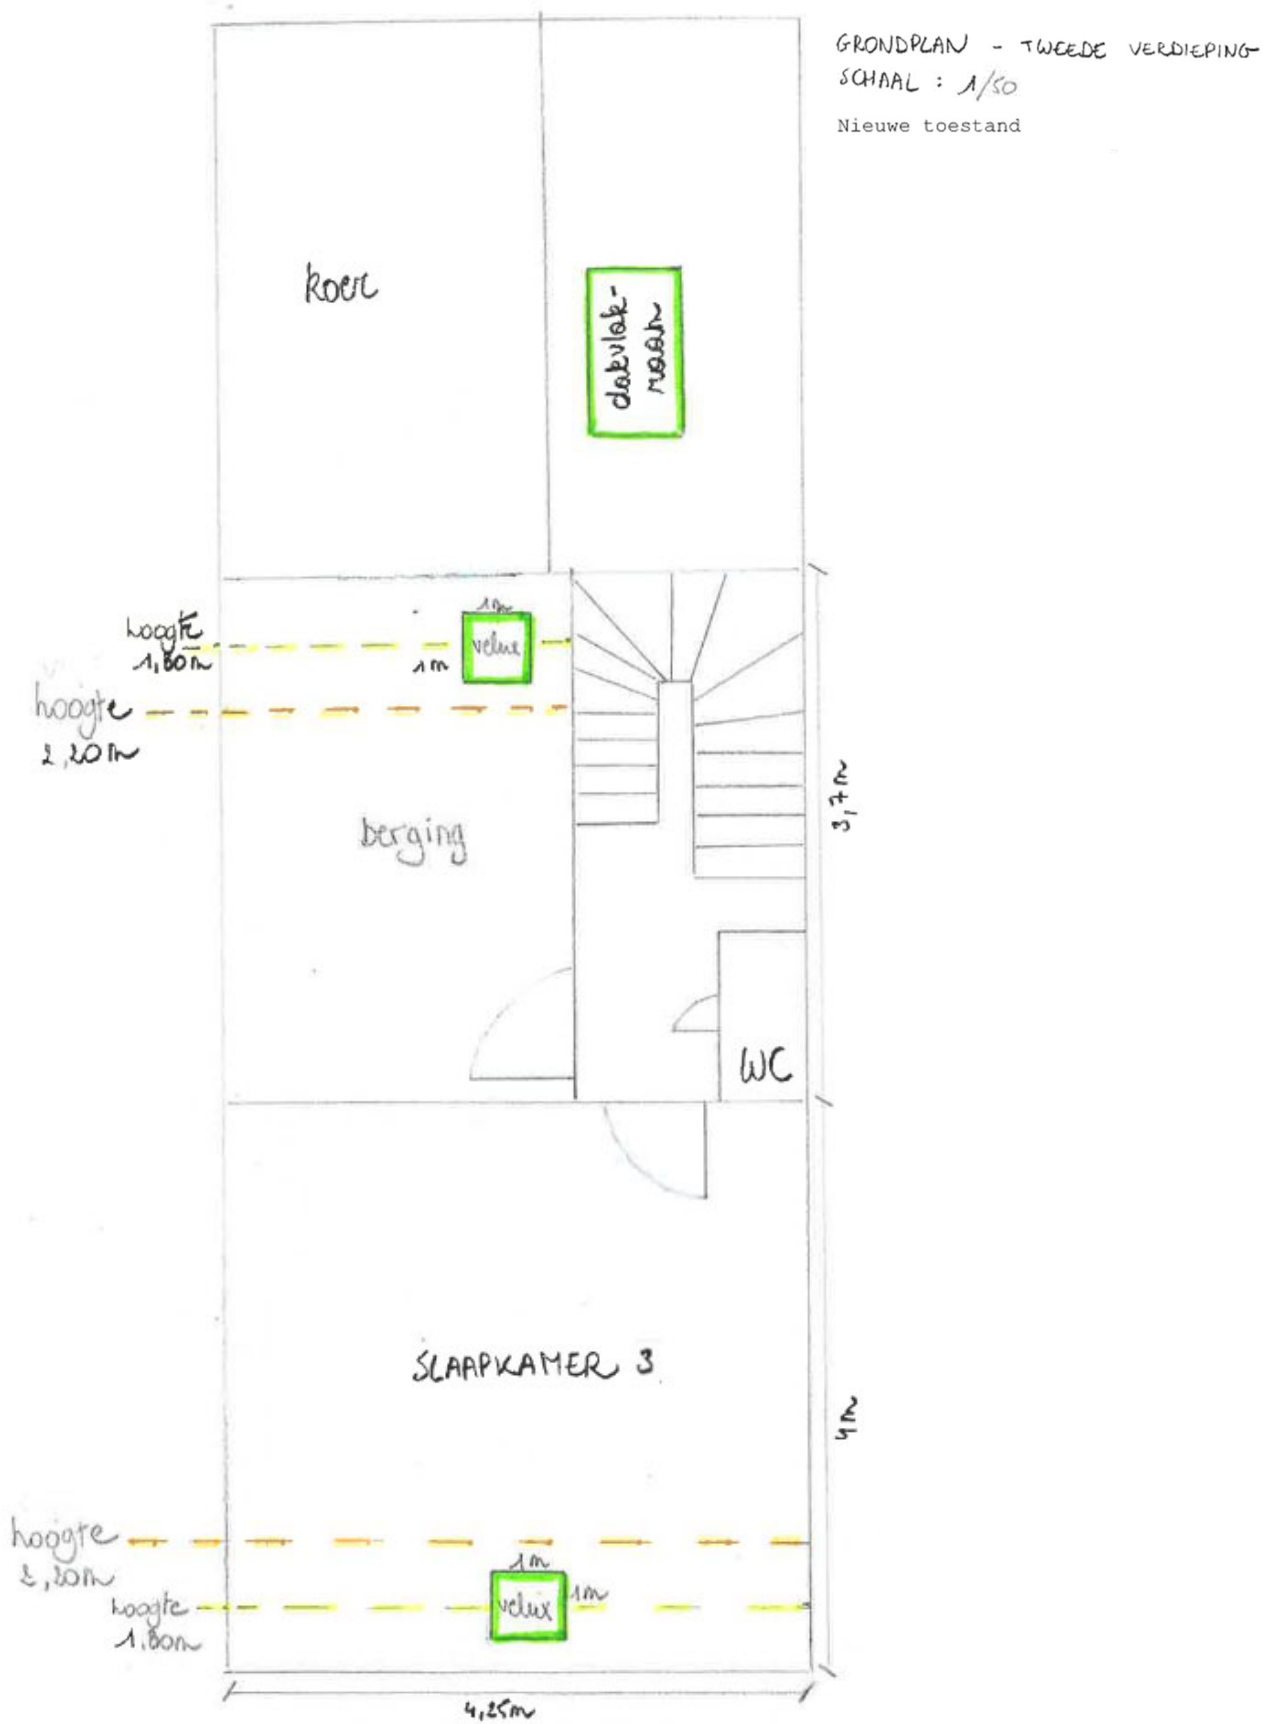 GRONDPLAN - TWEEDE VERDIEPING
SCHAAL : 1/50
Nieuwe toestand
koer
dakvlak-
raam
1m
hoogte
1,80m
velux
1m
hoogte
2,20m
berging
3,7m
WC
SLAAPKAMER 3
4m
hoogte
2,20m
1m
velux
1m
hoogte
1,80m
4,25m